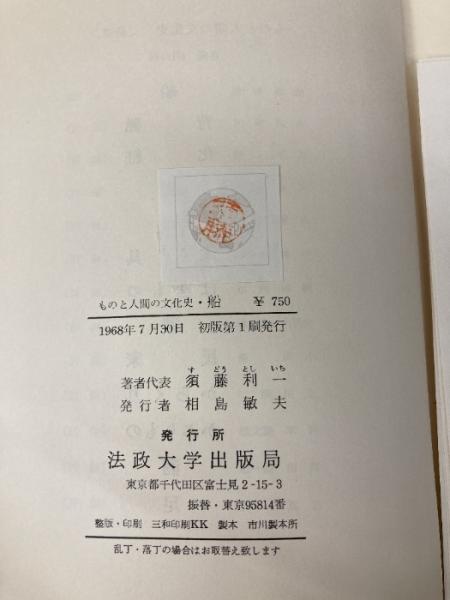 ものと人間の文化史・船 ￥750
1968年7月30日 初版第1刷発行
す どう とし いち
著者代表 須藤利一
発行者 相島敏夫
発行所
法政大学出版局
東京都千代田区富士見2-15-3
振替・東京95814番
整版・印刷 三和印刷KK 製本 市川製本所
乱丁・落丁の場合はお取替え致します